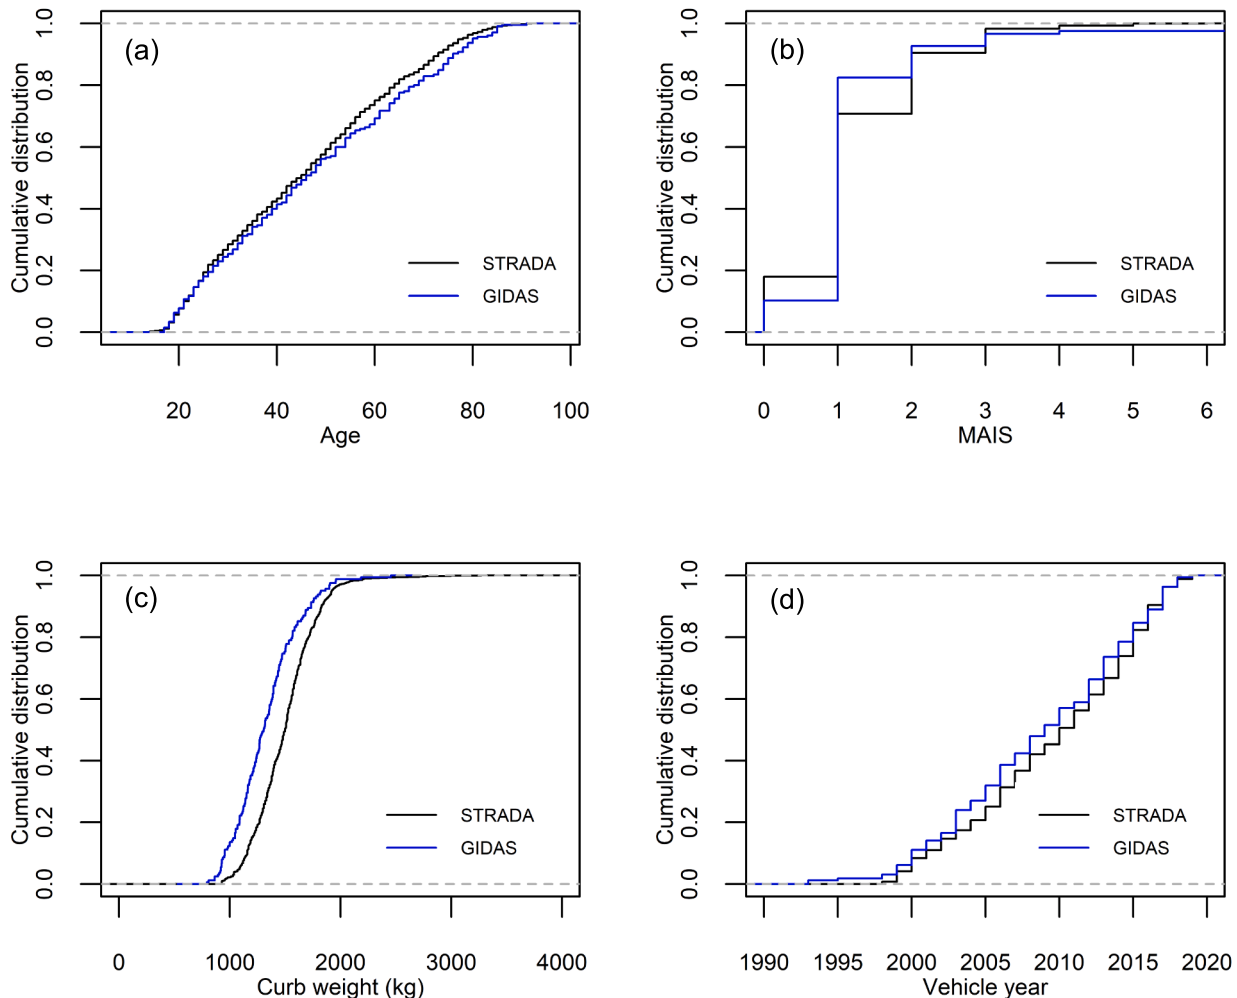 (a)
Cumulative distribution
0.0 0.2 0.4 0.6 0.8 1.0
STRADA
GIDAS
20 40 60 80 100
Age
(b)
Cumulative distribution
0.0 0.2 0.4 0.6 0.8 1.0
STRADA
GIDAS
0 1 2 3 4 5 6
MAIS
(c)
Cumulative distribution
0.0 0.2 0.4 0.6 0.8 1.0
STRADA
GIDAS
0 1000 2000 3000 4000
Curb weight (kg)
(d)
Cumulative distribution
0.0 0.2 0.4 0.6 0.8 1.0
STRADA
GIDAS
1990 1995 2000 2005 2010 2015 2020
Vehicle year